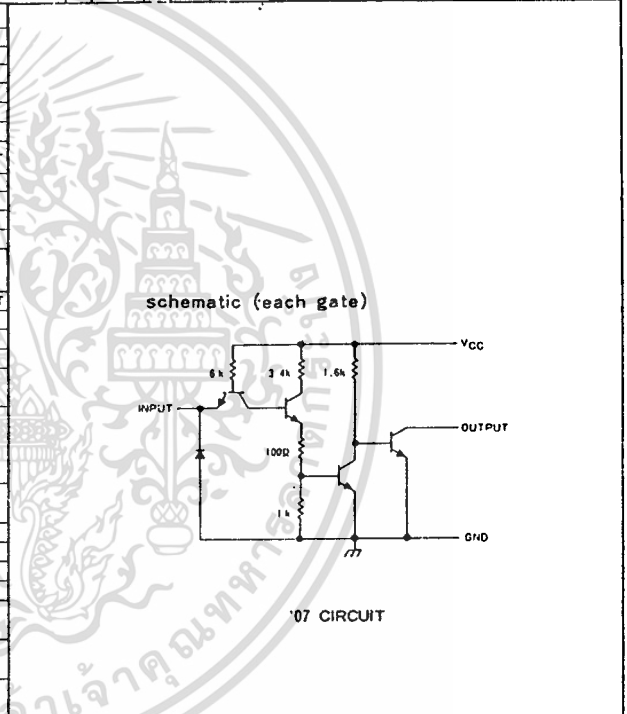 schematic (each gate)
VCC
6k 3 4k 1.6k
INPUT
OUTPUT
100Ω
1k
GND
'07 CIRCUIT